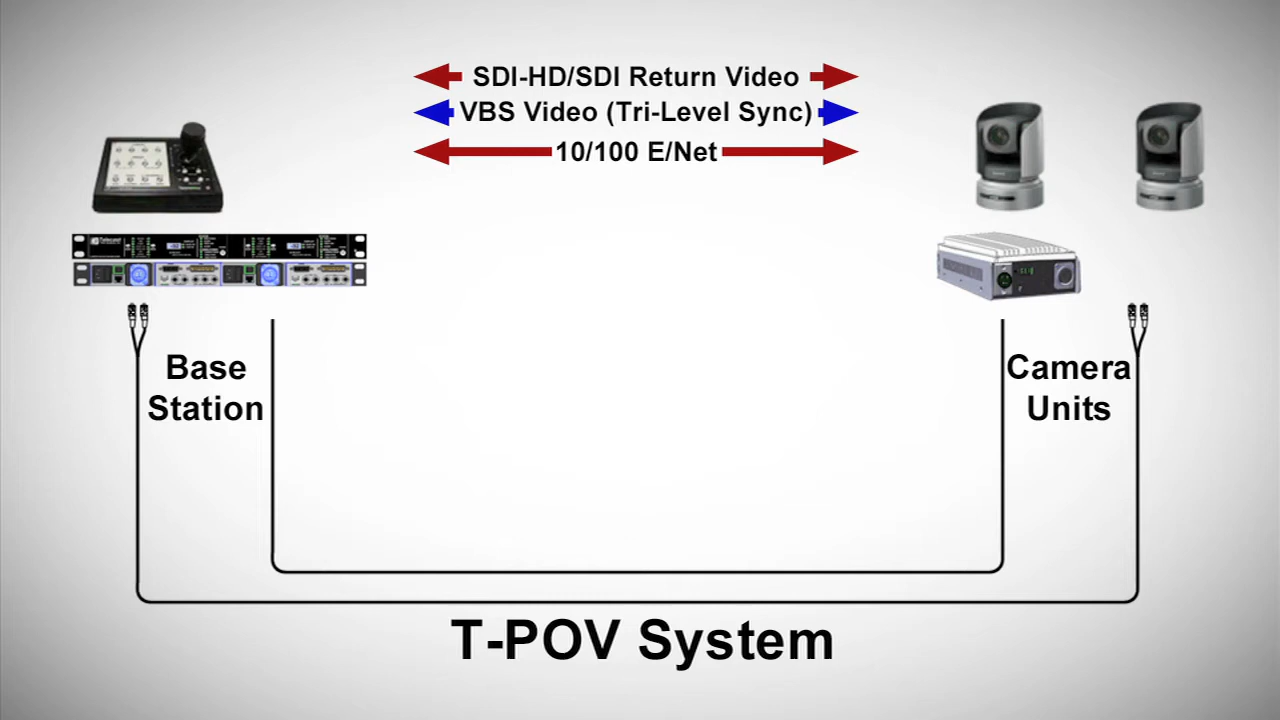 SDI-HD/SDI Return Video
VBS Video (Tri-Level Sync)
10/100 E/Net
Telecast
Base
Station
Camera
Units
T-POV System